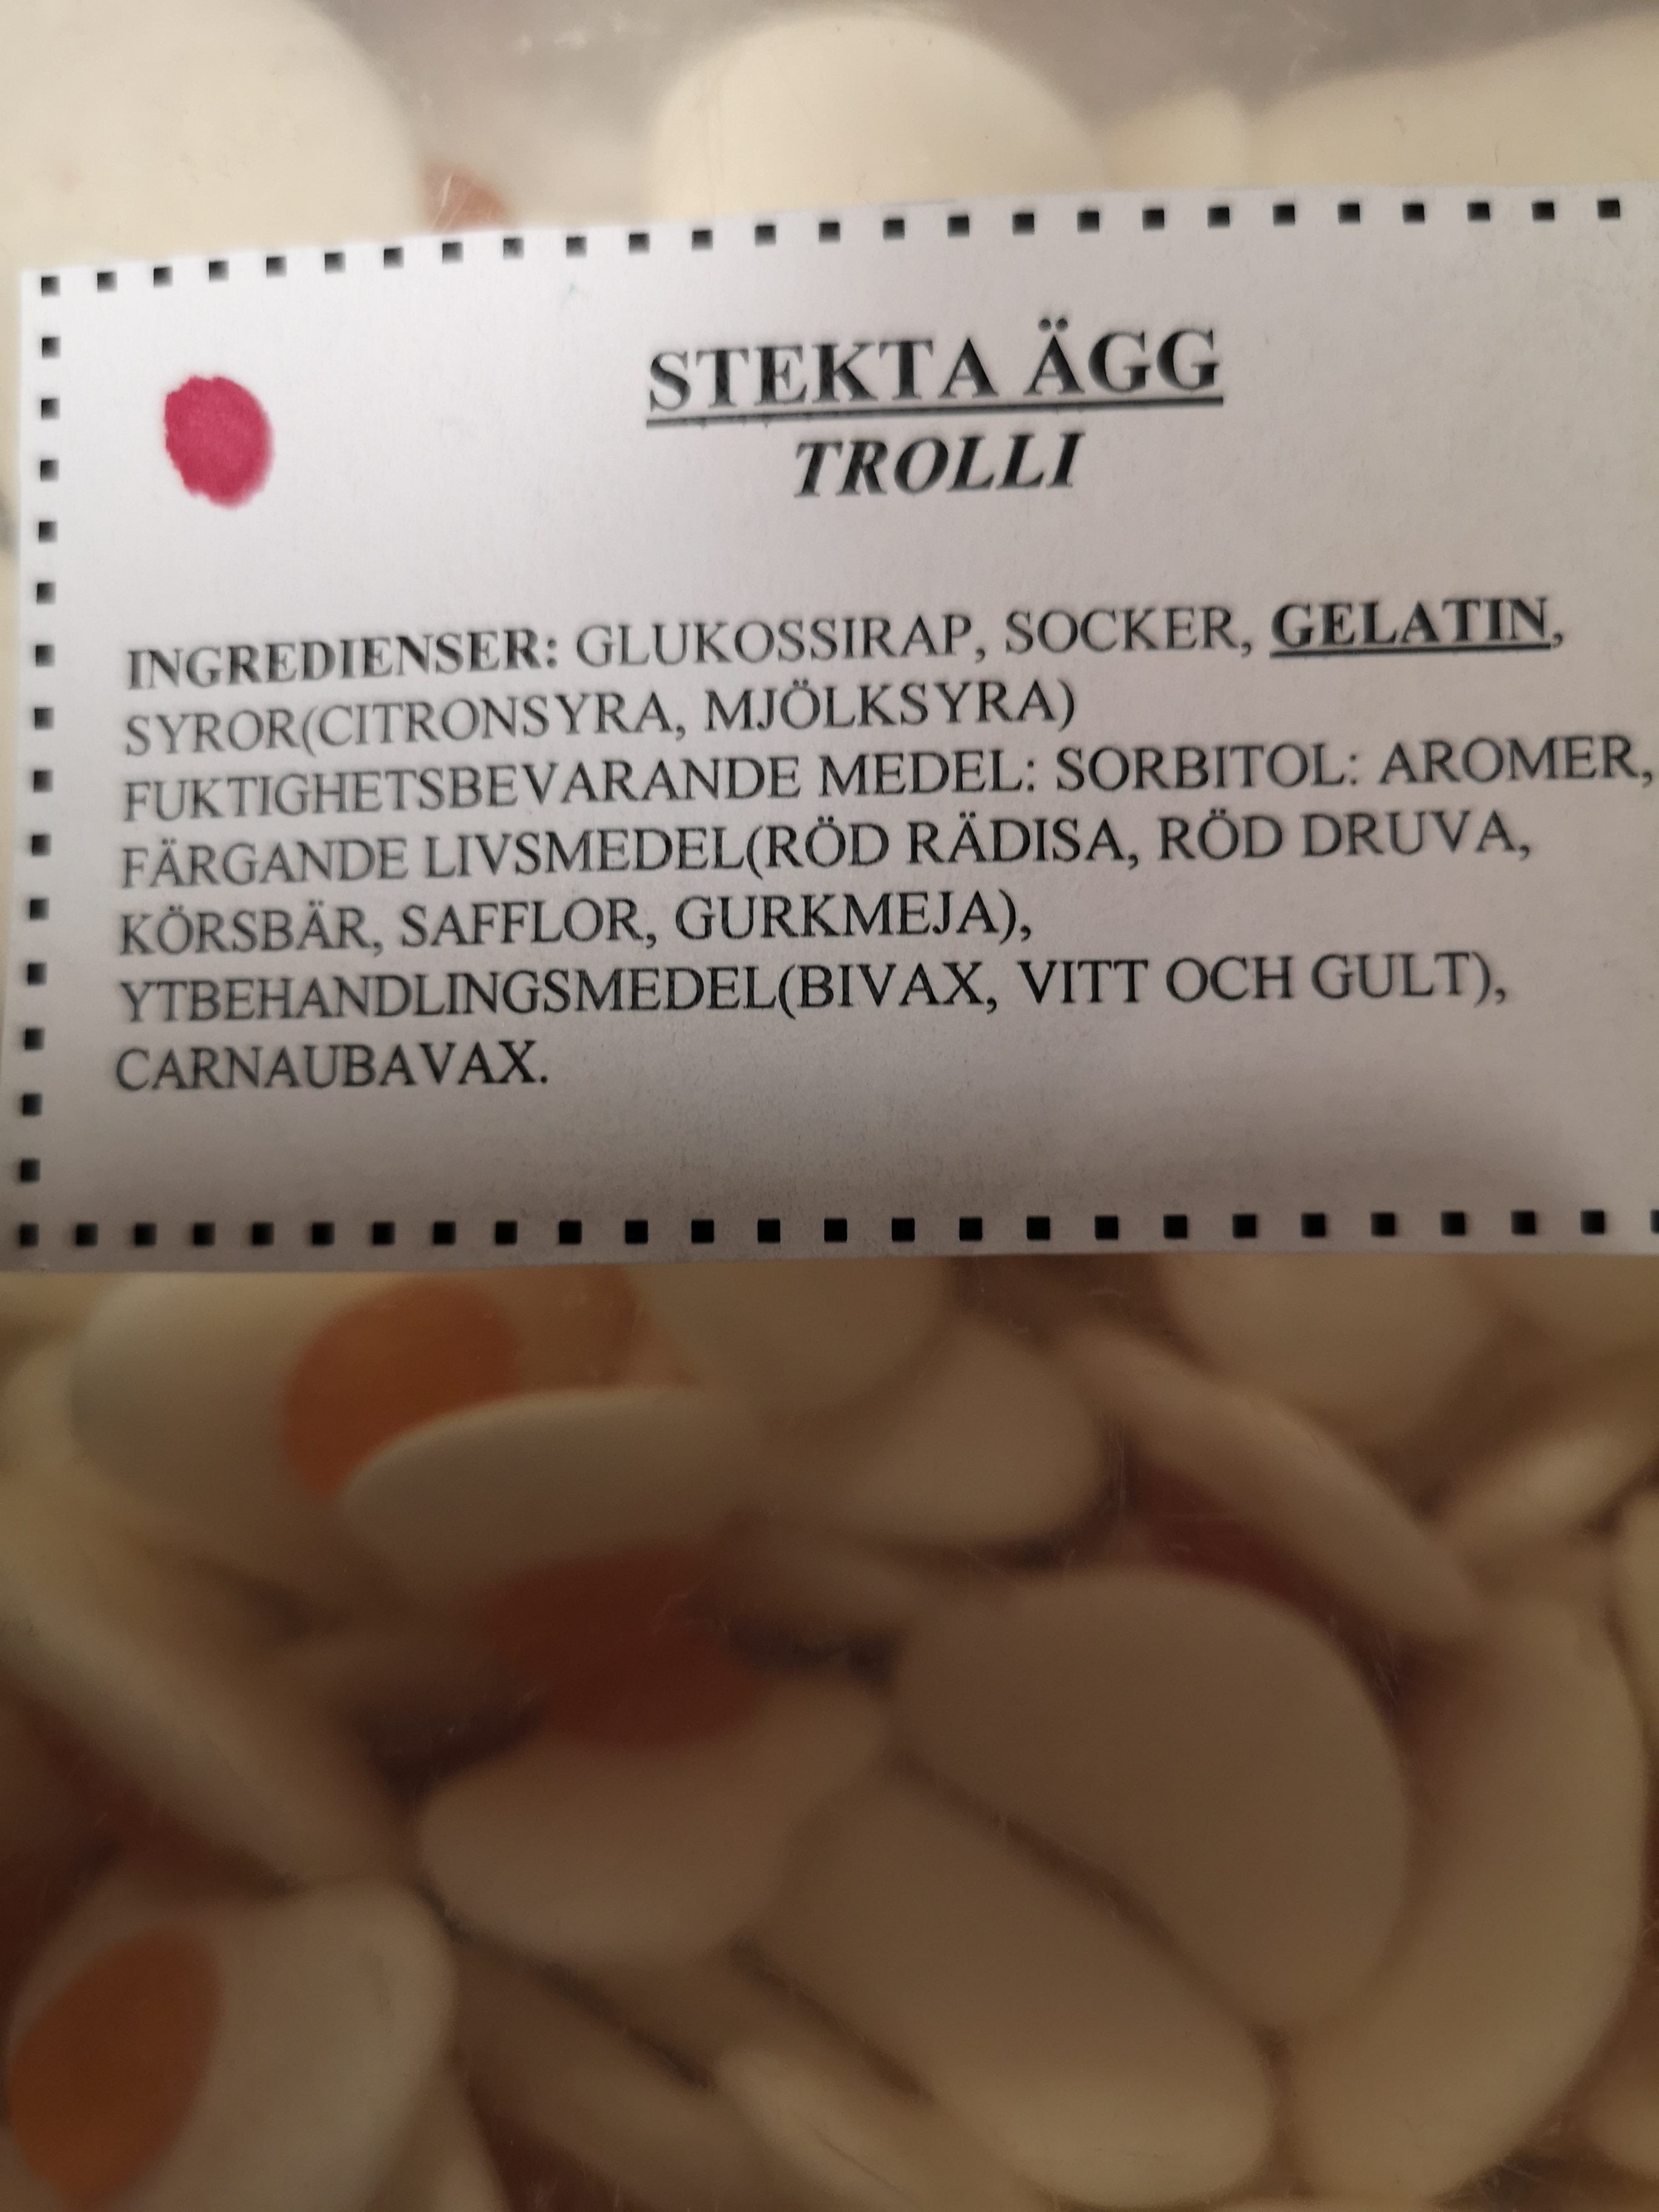 STEKTA ÄGG
TROLLI
INGREDIENSER: GLUKOSSIRAP, SOCKER, GELATIN,
SYROR(CITRONSYRA, MJÖLKSYRA)
FUKTIGHETSBEVARANDE MEDEL: SORBITOL: AROMER,
FÄRGANDE LIVSMEDEL(RÖD RÄDISA, RÖD DRUVA,
KÖRSBÄR, SAFFLOR, GURKMEJA),
YTBEHANDLINGSMEDEL(BIVAX, VITT OCH GULT),
CARNAUBAVAX.